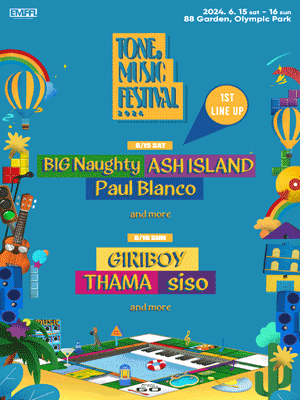 EMFFL
2024. 6. 15 SAT - 16 SUN
88 Garden, Olympic Park
TONE,
MUSIC
FESTIVAL
2024
1ST
LINE UP
6/15 SAT
BIG Naughty ASH ISLAND
Paul Blanco
and more
6/16 SUN
GIRIBOY
THAMA siso
and more
MUSIC